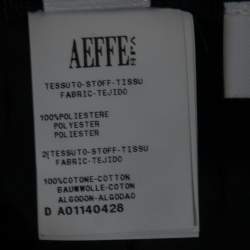 AEFFE SPA
TESSUTO-STOFF-TISSU
FABRIC-TEJIDO
100%POLIESTERE
POLYESTER
POLIESTER
2(TESSUTO-STOFF-TISSU
FABRIC-TEJIDO
100%COTONE-COTTON
BAUMWOLLE-COTON
ALGODON-ALGODAO
D A01140428